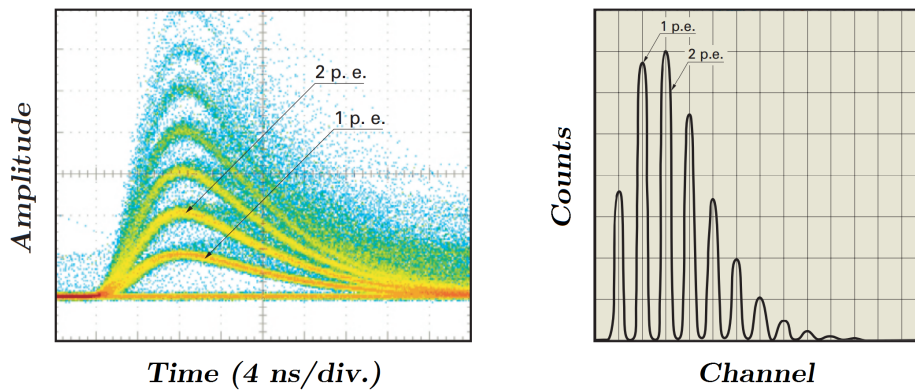 Amplitude
2 p. e.
1 p. e.
Time (4 ns/div.)
Counts
1 p.e.
2 p.e.
Channel